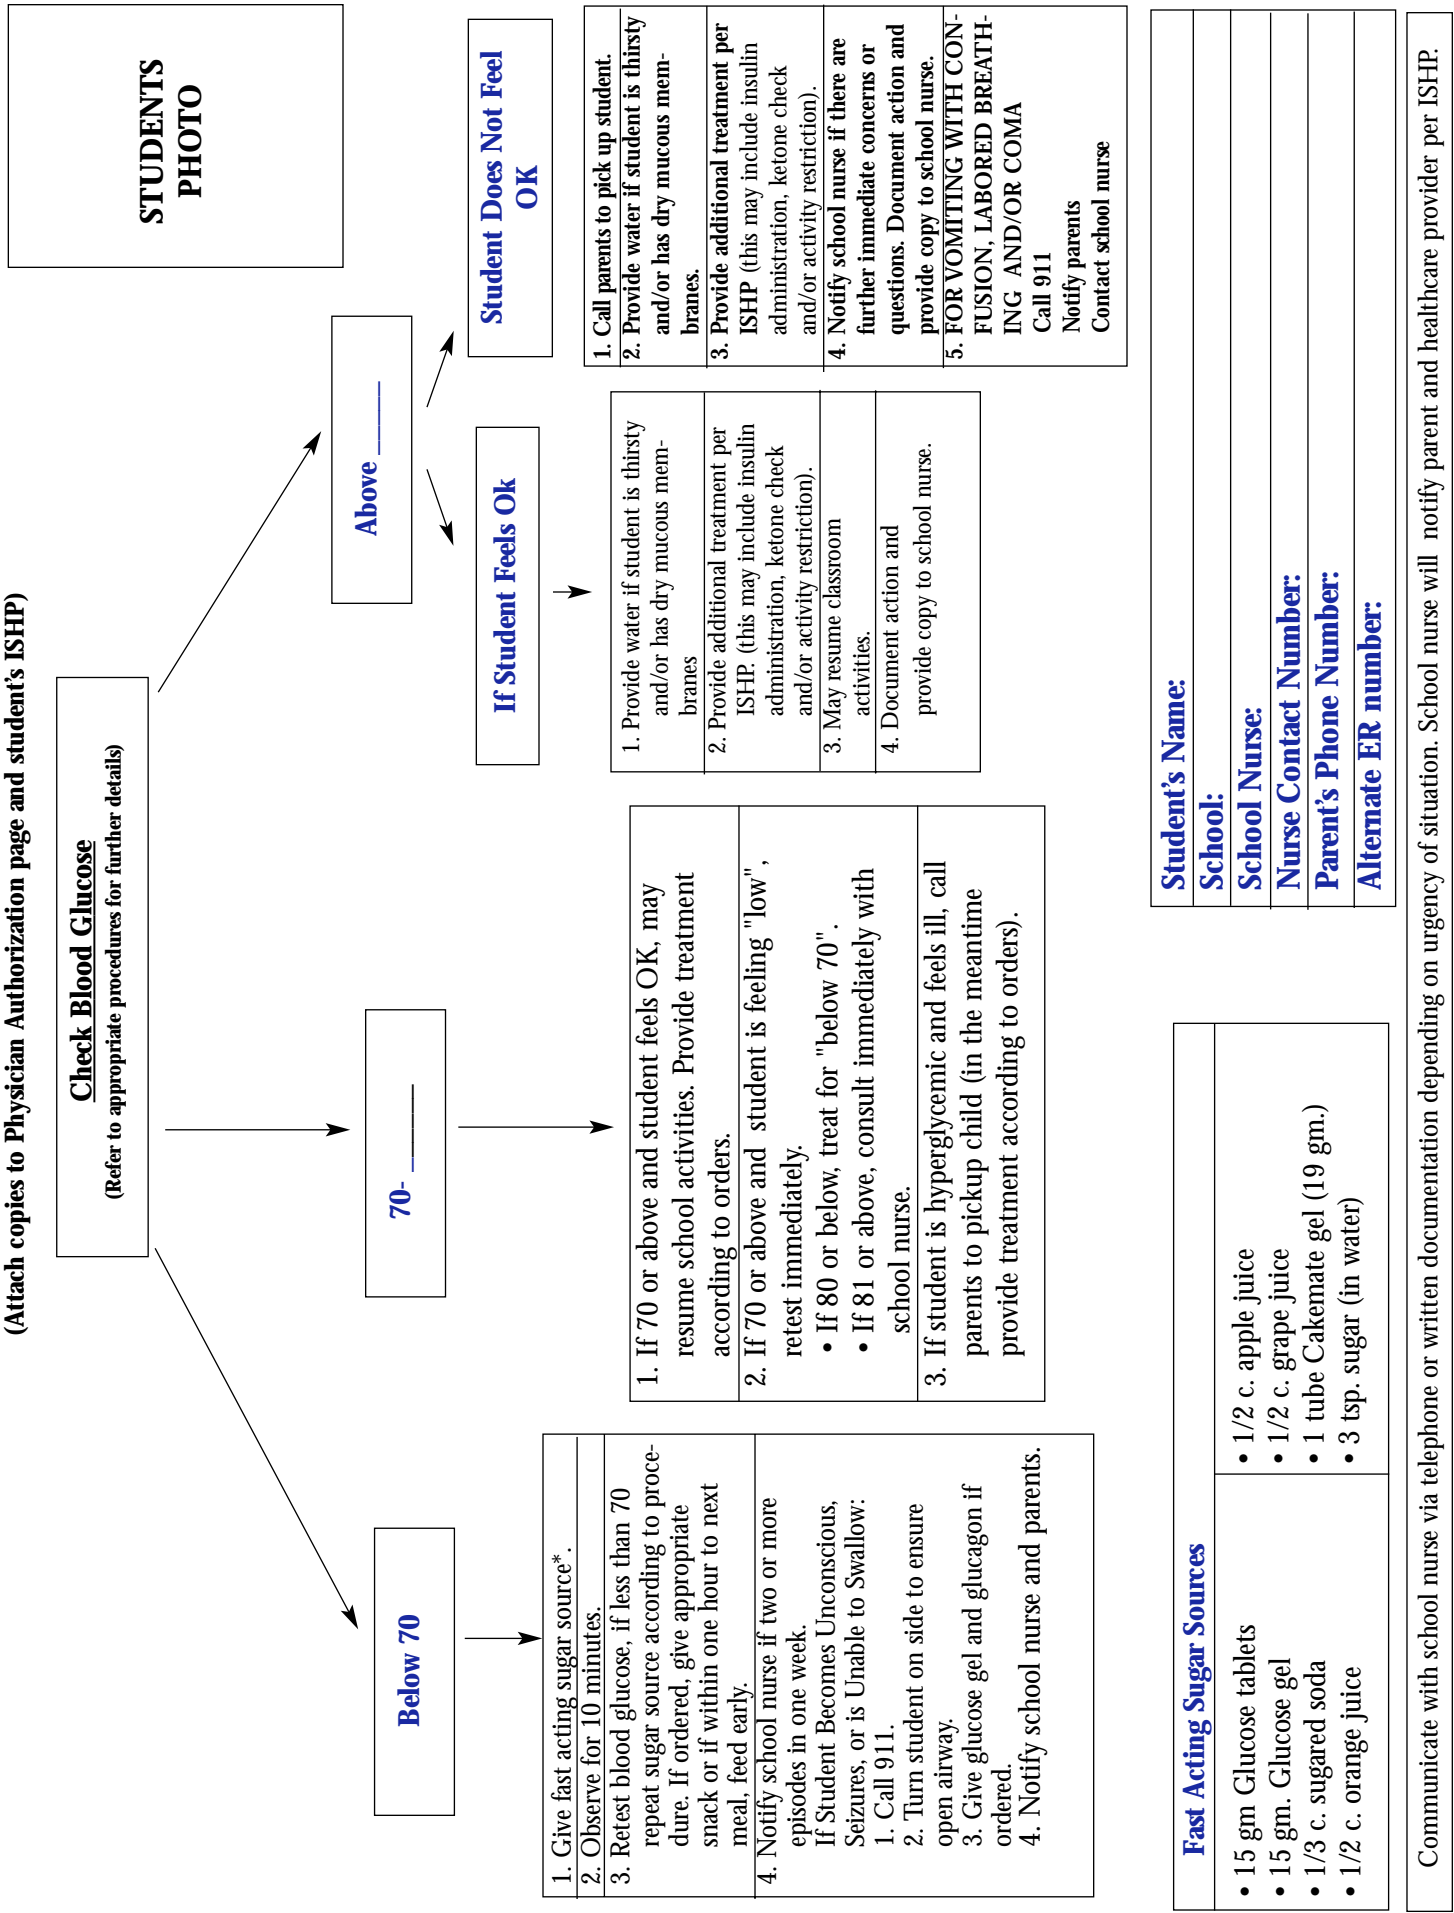 (Attach copies to Physician Authorization page and student's ISHP)
STUDENTS
PHOTO
Check Blood Glucose
(Refer to appropriate procedures for further details)
Below 70
1. Give fast acting sugar source*.
2. Observe for 10 minutes.
3. Retest blood glucose, if less than 70
repeat sugar source according to proce-
dure. If ordered, give appropriate
snack or if within one hour to next
meal, feed early.
4. Notify school nurse if two or more
episodes in one week.
If Student Becomes Unconscious,
Seizures, or is Unable to Swallow:
1. Call 911.
2. Turn student on side to ensure
open airway.
3. Give glucose gel and glucagon if
ordered.
4. Notify school nurse and parents.
70- ______
1. If 70 or above and student feels OK, may
resume school activities. Provide treatment
according to orders.
2. If 70 or above and student is feeling "low",
retest immediately.
• If 80 or below, treat for "below 70".
• If 81 or above, consult immediately with
school nurse.
3. If student is hyperglycemic and feels ill, call
parents to pickup child (in the meantime
provide treatment according to orders).
Above ______
If Student Feels Ok
1. Provide water if student is thirsty
and/or has dry mucous mem-
branes
2. Provide additional treatment per
ISHP. (this may include insulin
administration, ketone check
and/or activity restriction).
3. May resume classroom
activities.
4. Document action and
provide copy to school nurse.
Student Does Not Feel
OK
1. Call parents to pick up student.
2. Provide water if student is thirsty
and/or has dry mucous mem-
branes.
3. Provide additional treatment per
ISHP (this may include insulin
administration, ketone check
and/or activity restriction).
4. Notify school nurse if there are
further immediate concerns or
questions. Document action and
provide copy to school nurse.
5. FOR VOMITING WITH CON-
FUSION, LABORED BREATH-
ING AND/OR COMA
Call 911
Notify parents
Contact school nurse
Fast Acting Sugar Sources
• 15 gm Glucose tablets
• 15 gm. Glucose gel
• 1/3 c. sugared soda
• 1/2 c. orange juice
• 1/2 c. apple juice
• 1/2 c. grape juice
• 1 tube Cakemate gel (19 gm.)
• 3 tsp. sugar (in water)
Student's Name:
School:
School Nurse:
Nurse Contact Number:
Parent's Phone Number:
Alternate ER number:
Communicate with school nurse via telephone or written documentation depending on urgency of situation. School nurse will notify parent and healthcare provider per ISHP.